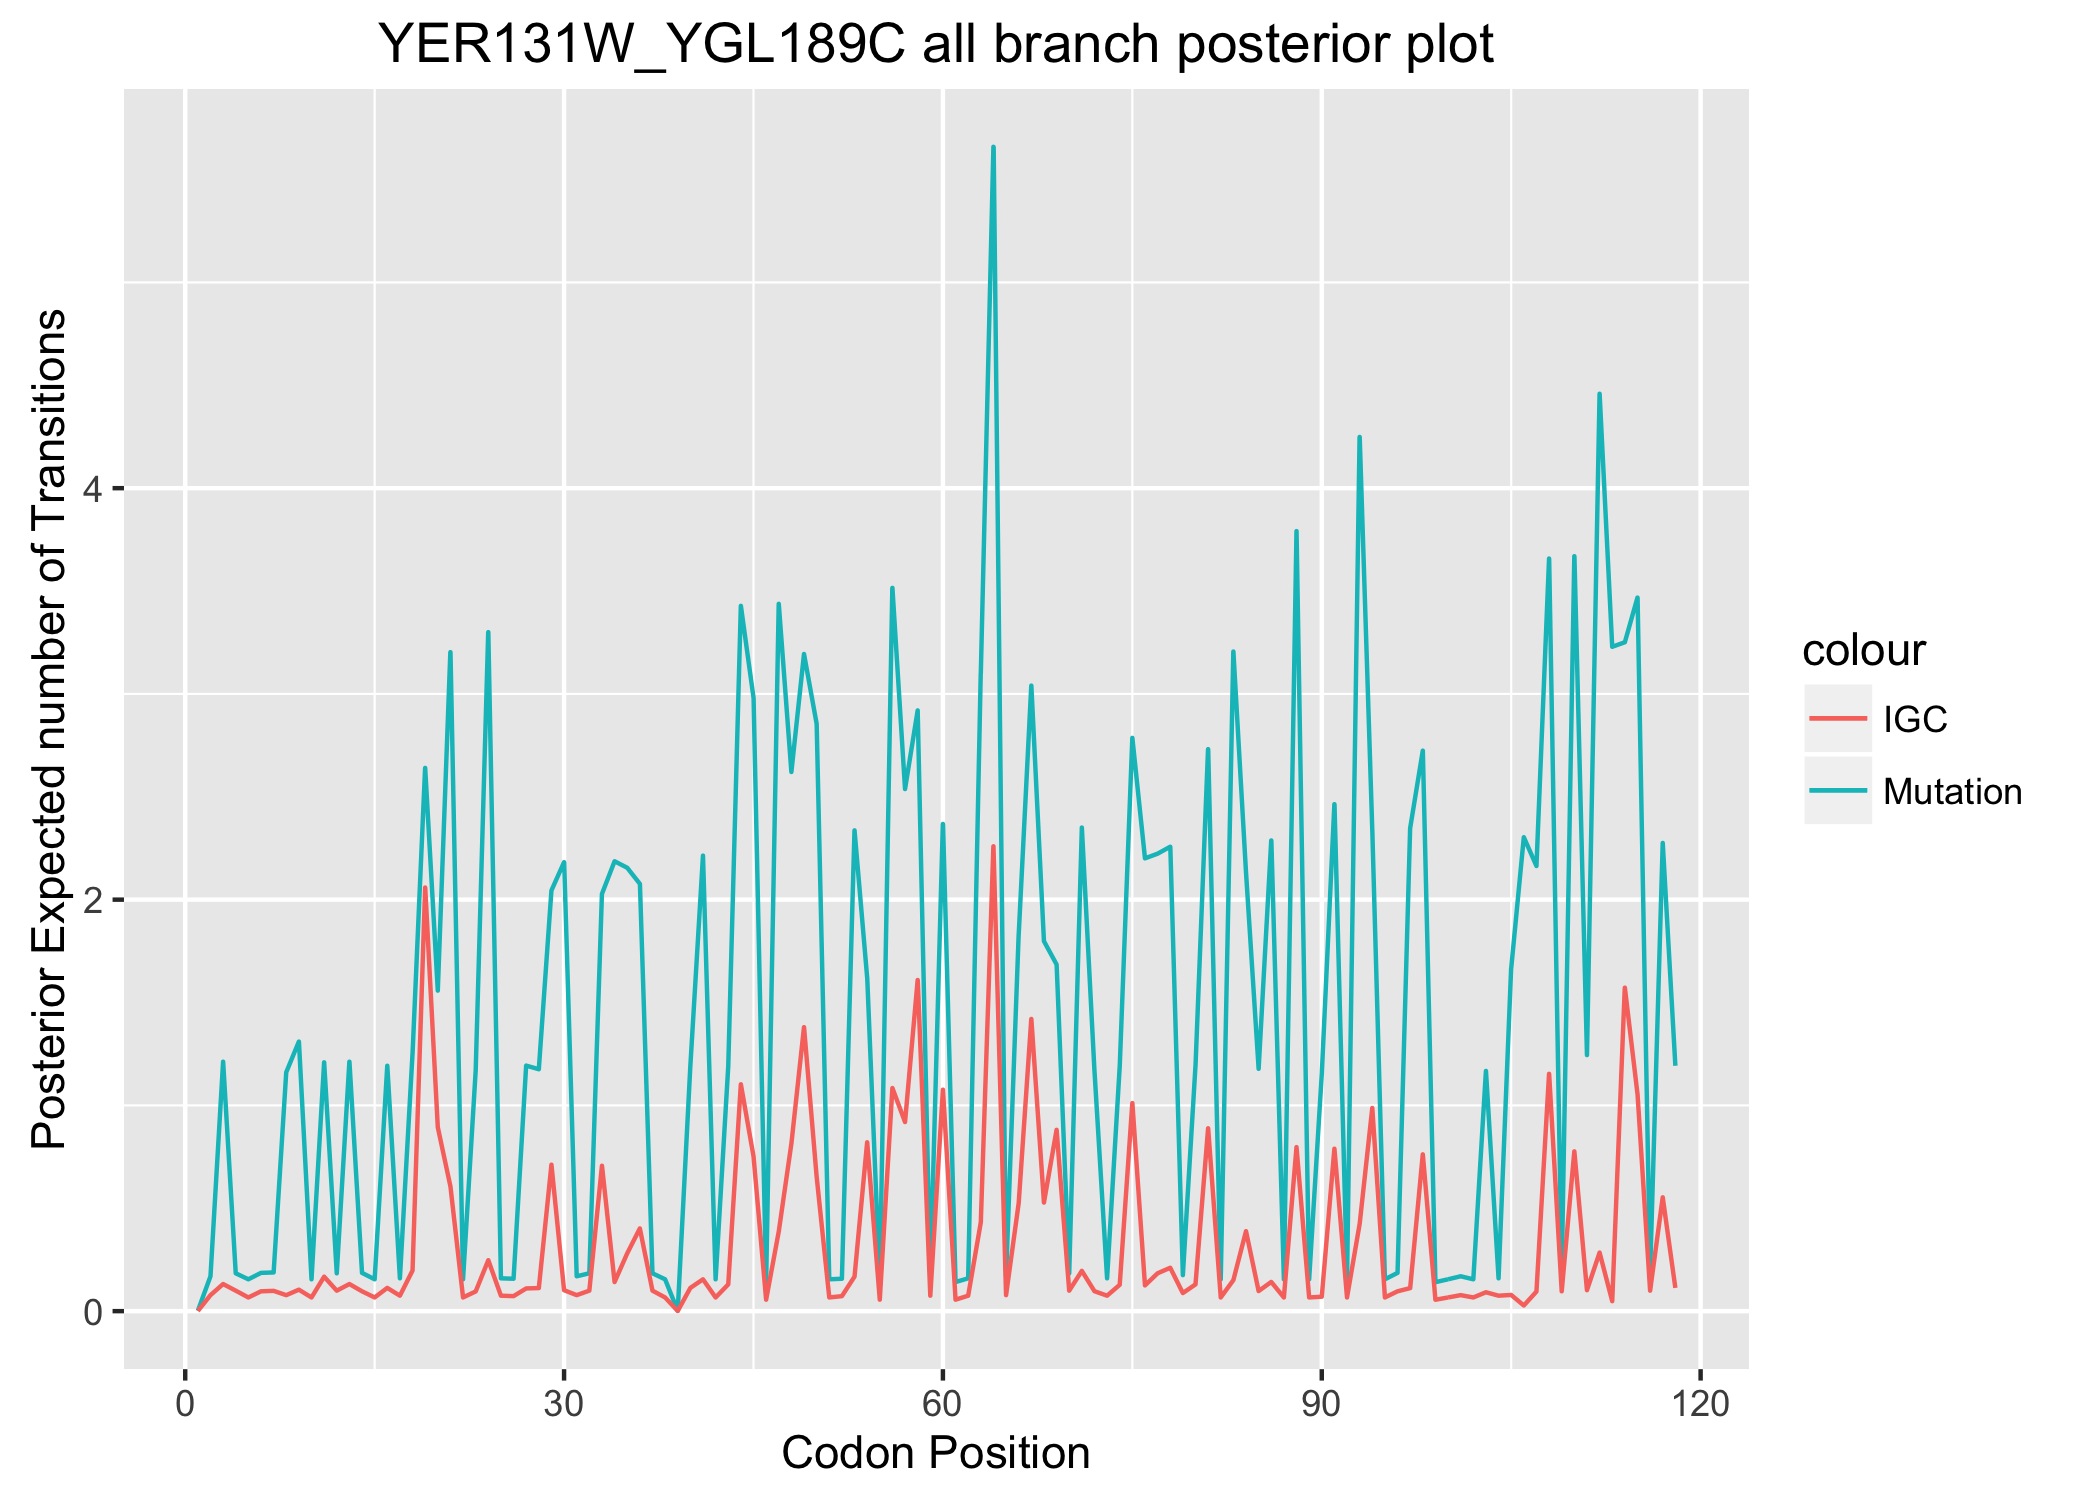 YER131W_YGL189C all branch posterior plot
Posterior Expected number of Transitions
4
2
0
0 30 60 90 120
Codon Position
colour
IGC
Mutation